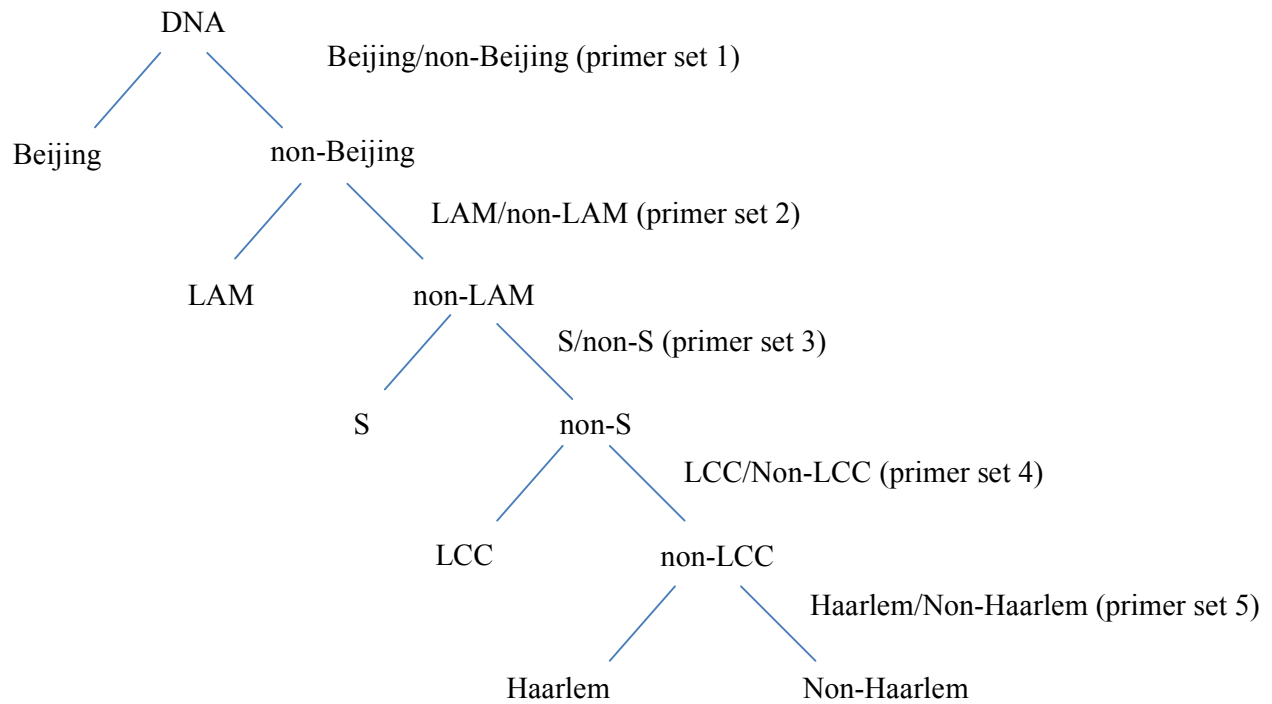 DNA
Beijing/non-Beijing (primer set 1)
Beijing
non-Beijing
LAM/non-LAM (primer set 2)
LAM
non-LAM
S/non-S (primer set 3)
S
non-S
LCC/Non-LCC (primer set 4)
LCC
non-LCC
Haarlem/Non-Haarlem (primer set 5)
Haarlem
Non-Haarlem